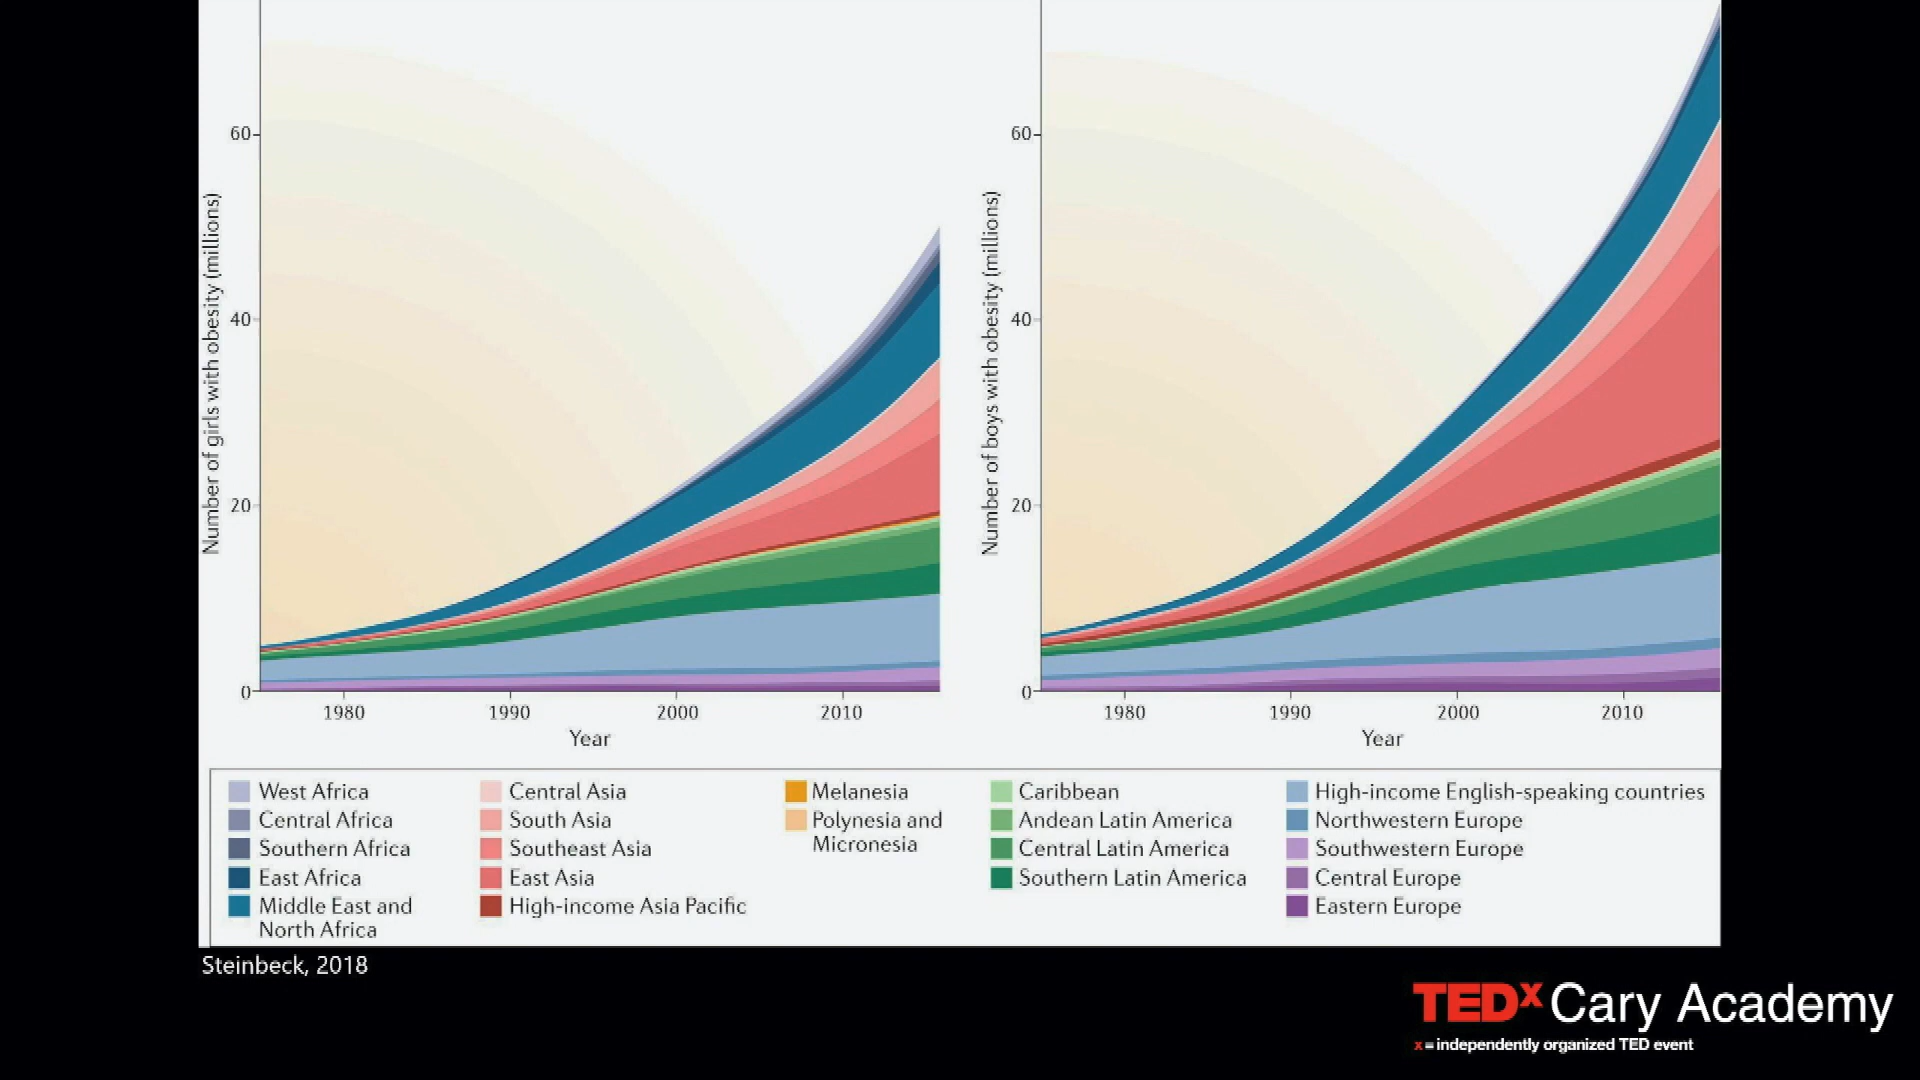 Number of girls with obesity (millions)
60
40
20
0
1980
1990
2000
2010
Year
Number of boys with obesity (millions)
60
40
20
0
1980
1990
2000
2010
Year
West Africa
Central Africa
Southern Africa
East Africa
Middle East and
North Africa
Central Asia
South Asia
Southeast Asia
East Asia
High-income Asia Pacific
Melanesia
Polynesia and
Micronesia
Caribbean
Andean Latin America
Central Latin America
Southern Latin America
High-income English-speaking countries
Northwestern Europe
Southwestern Europe
Central Europe
Eastern Europe
Steinbeck, 2018
TEDx Cary Academy
x = independently organized TED event